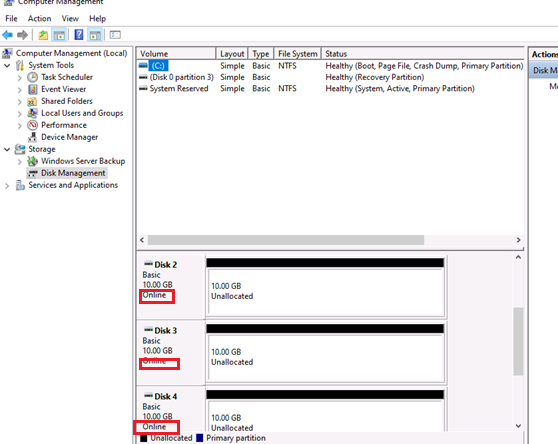 Computer Management
File Action View Help
Computer Management (Local)
System Tools
Task Scheduler
Event Viewer
Shared Folders
Local Users and Groups
Performance
Device Manager
Storage
Windows Server Backup
Disk Management
Services and Applications
Volume Layout Type File System Status
(C:) Simple Basic NTFS Healthy (Boot, Page File, Crash Dump, Primary Partition)
(Disk 0 partition 3) Simple Basic Healthy (Recovery Partition)
System Reserved Simple Basic NTFS Healthy (System, Active, Primary Partition)
Disk 2
Basic
10.00 GB
Online
10.00 GB
Unallocated
Disk 3
Basic
10.00 GB
Online
10.00 GB
Unallocated
Disk 4
Basic
10.00 GB
Online
10.00 GB
Unallocated
Unallocated Primary partition
Actions
Disk M
Mo